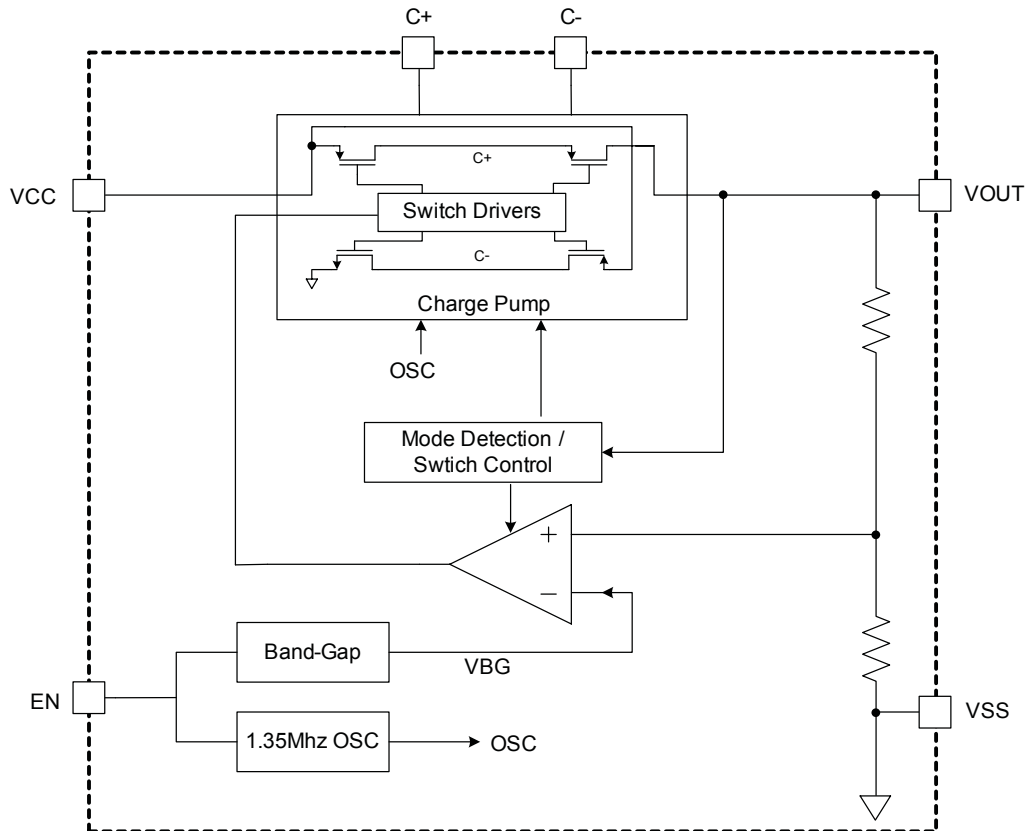 C+
C-
VCC
VOUT
C+
Switch Drivers
C-
Charge Pump
OSC
Mode Detection /
Swtich Control
+
−
Band-Gap
VBG
EN
VSS
1.35Mhz OSC
OSC